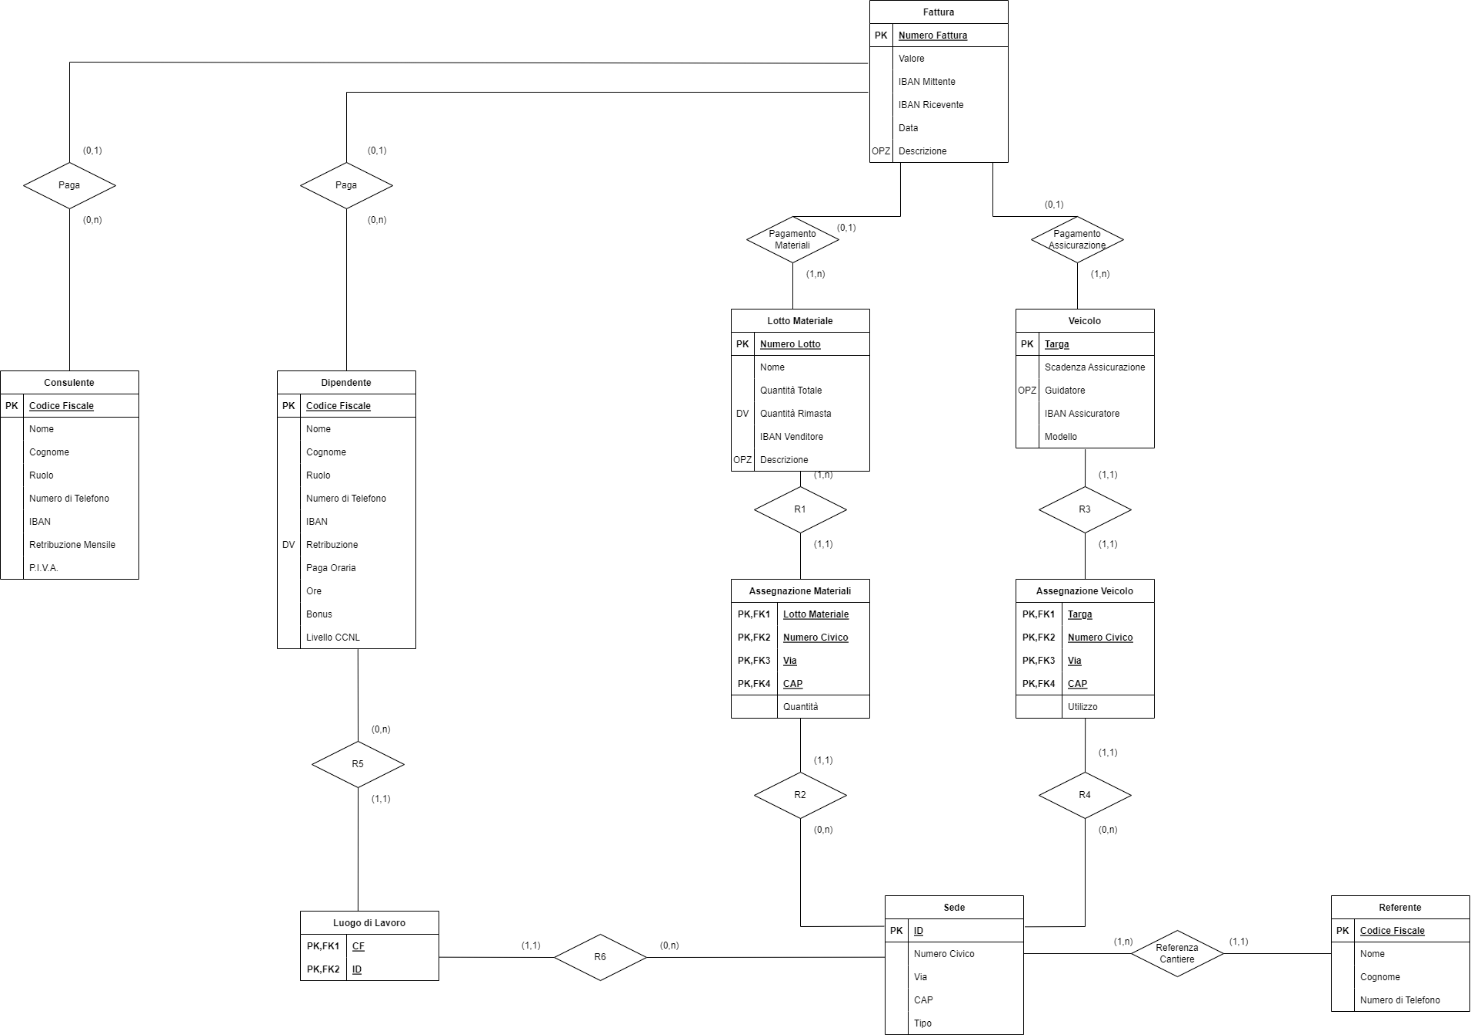 Fattura
PK Numero Fattura
Valore
IBAN Mittente
IBAN Ricevente
Data
OPZ Descrizione
(0,1)
Paga
(0,n)
(0,1)
Paga
(0,n)
(0,1)
Pagamento
Materiali
(1,n)
(0,1)
Pagamento
Assicurazione
(1,n)
Consulente
PK Codice Fiscale
Nome
Cognome
Ruolo
Numero di Telefono
IBAN
Retribuzione Mensile
P.I.V.A.
Dipendente
PK Codice Fiscale
Nome
Cognome
Ruolo
Numero di Telefono
IBAN
DV Retribuzione
Paga Oraria
Ore
Bonus
Livello CCNL
Lotto Materiale
PK Numero Lotto
Nome
Quantità Totale
DV Quantità Rimasta
IBAN Venditore
OPZ Descrizione
Veicolo
PK Targa
Scadenza Assicurazione
OPZ Guidatore
IBAN Assicuratore
Modello
(1,n)
R1
(1,1)
(1,1)
R3
(1,1)
Assegnazione Materiali
PK,FK1 Lotto Materiale
PK,FK2 Numero Civico
PK,FK3 Via
PK,FK4 CAP
Quantità
Assegnazione Veicolo
PK,FK1 Targa
PK,FK2 Numero Civico
PK,FK3 Via
PK,FK4 CAP
Utilizzo
(0,n)
R5
(1,1)
(1,1)
R2
(0,n)
(1,1)
R4
(0,n)
Luogo di Lavoro
PK,FK1 CF
PK,FK2 ID
(1,1)
R6
(0,n)
Sede
PK ID
Numero Civico
Via
CAP
Tipo
(1,n)
Referenza
Cantiere
(1,1)
Referente
PK Codice Fiscale
Nome
Cognome
Numero di Telefono